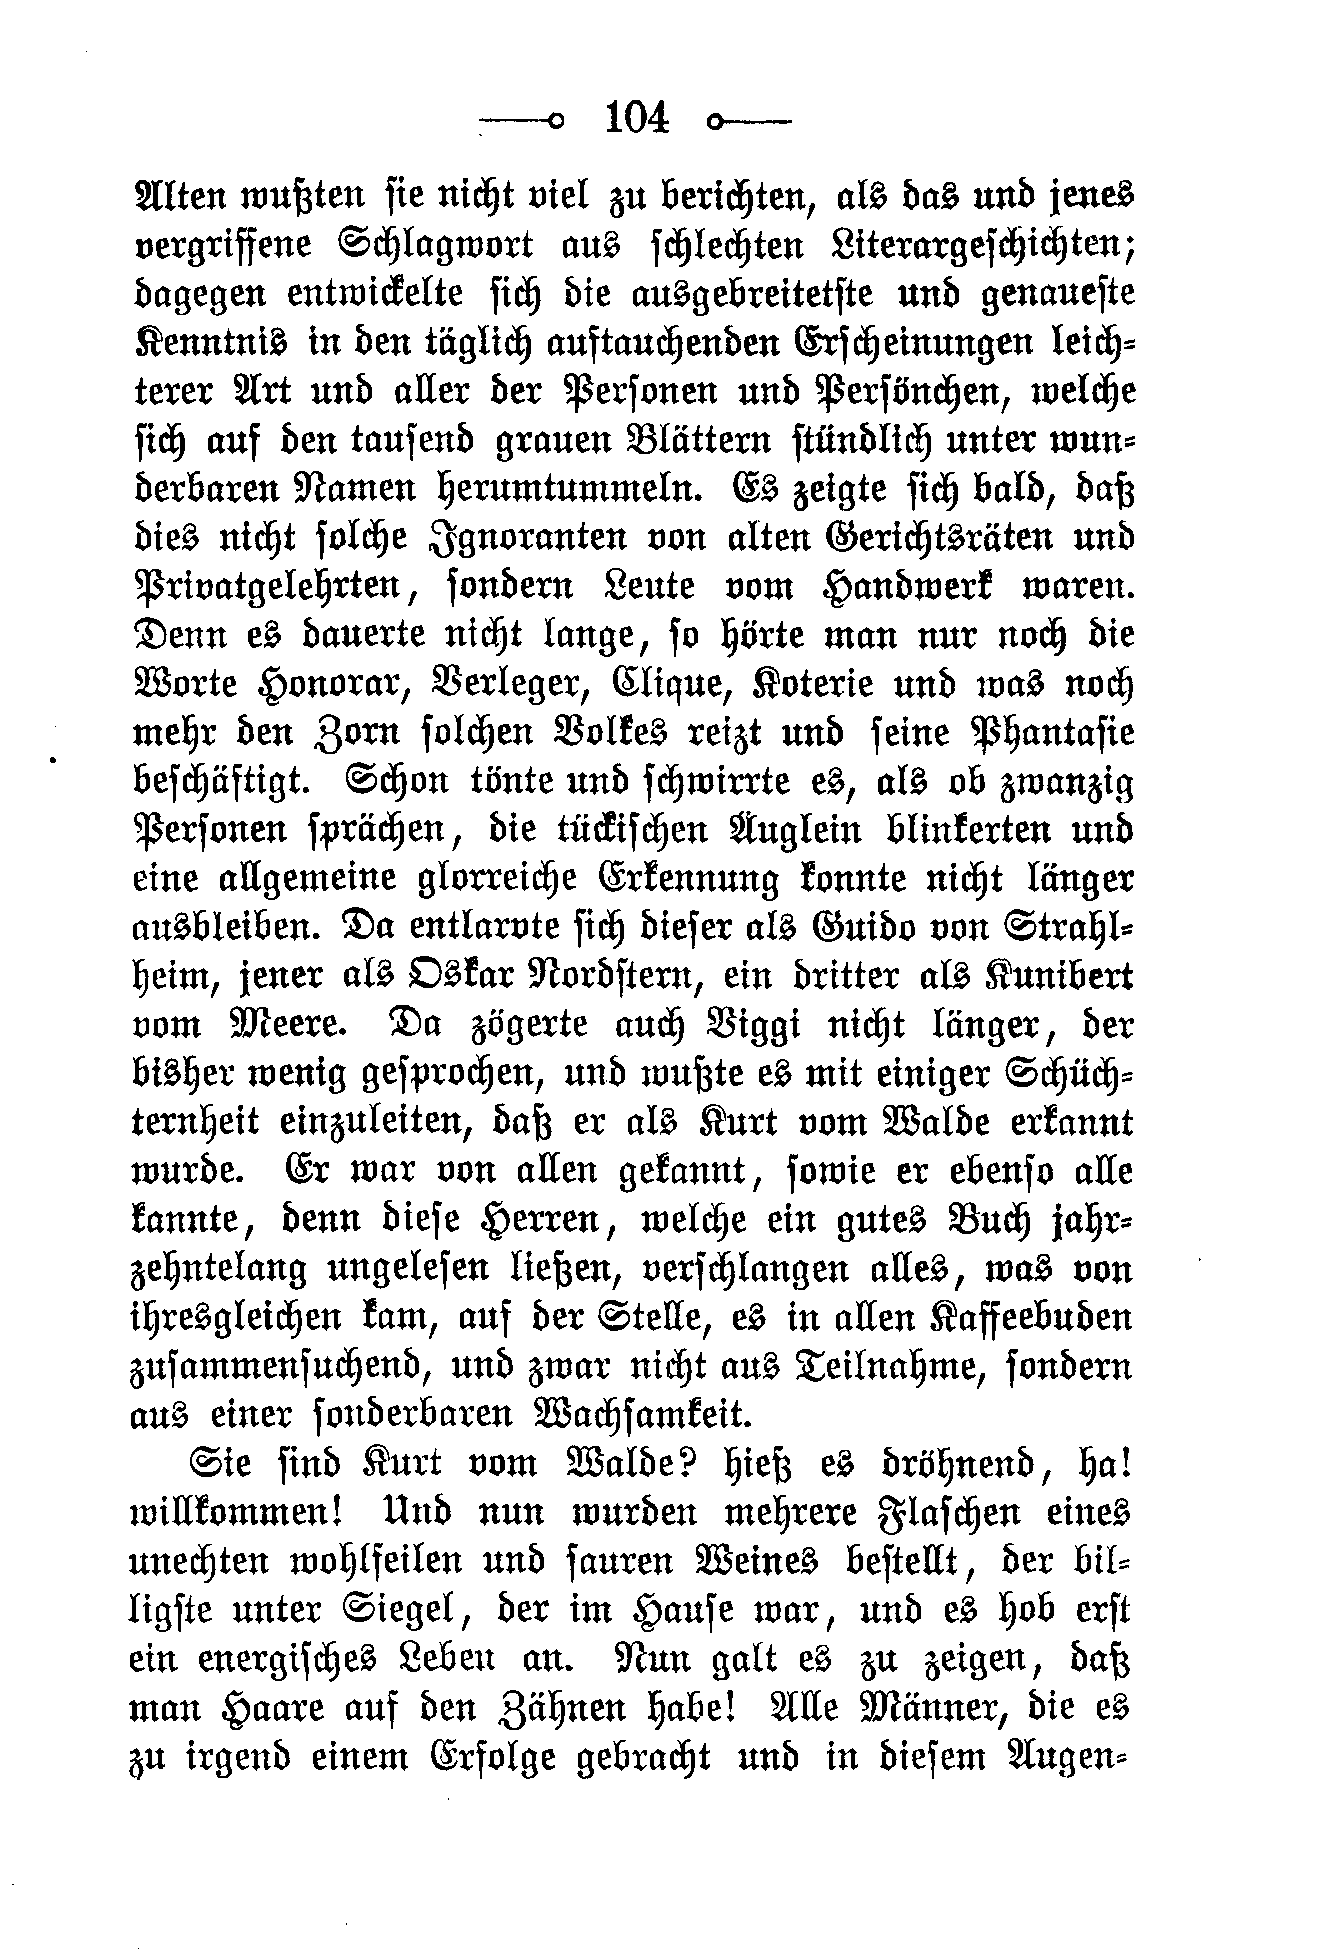 104
Alten wußten sie nicht viel zu berichten, als das und jenes
vergriffene Schlagwort aus schlechten Literargeschichten;
dagegen entwickelte sich die ausgebreitetste und genaueste
Kenntnis in den täglich auftauchenden Erscheinungen leich-
terer Art und aller der Personen und Persönchen, welche
sich auf den tausend grauen Blättern stündlich unter wun-
derbaren Namen herumtummeln. Es zeigte sich bald, daß
dies nicht solche Ignoranten von alten Gerichtsräten und
Privatgelehrten, sondern Leute vom Handwerk waren.
Denn es dauerte nicht lange, so hörte man nur noch die
Worte Honorar, Verleger, Clique, Koterie und was noch
mehr den Zorn solchen Volkes reizt und seine Phantasie
beschäftigt. Schon tönte und schwirrte es, als ob zwanzig
Personen sprächen, die tückischen Äuglein blinkerten und
eine allgemeine glorreiche Erkennung konnte nicht länger
ausbleiben. Da entlarvte sich dieser als Guido von Strahl-
heim, jener als Oskar Nordstern, ein dritter als Kunibert
vom Meere. Da zögerte auch Viggi nicht länger, der
bisher wenig gesprochen, und wußte es mit einiger Schüch-
ternheit einzuleiten, daß er als Kurt vom Walde erkannt
wurde. Er war von allen gekannt, sowie er ebenso alle
kannte, denn diese Herren, welche ein gutes Buch jahr-
zehntelang ungelesen ließen, verschlangen alles, was von
ihresgleichen kam, auf der Stelle, es in allen Kaffeebuden
zusammensuchend, und zwar nicht aus Teilnahme, sondern
aus einer sonderbaren Wachsamkeit.
Sie sind Kurt vom Walde? hieß es dröhnend, ha!
willkommen! Und nun wurden mehrere Flaschen eines
unechten wohlfeilen und sauren Weines bestellt, der bil-
ligste unter Siegel, der im Hause war, und es hob erst
ein energisches Leben an. Nun galt es zu zeigen, daß
man Haare auf den Zähnen habe! Alle Männer, die es
zu irgend einem Erfolge gebracht und in diesem Augen-